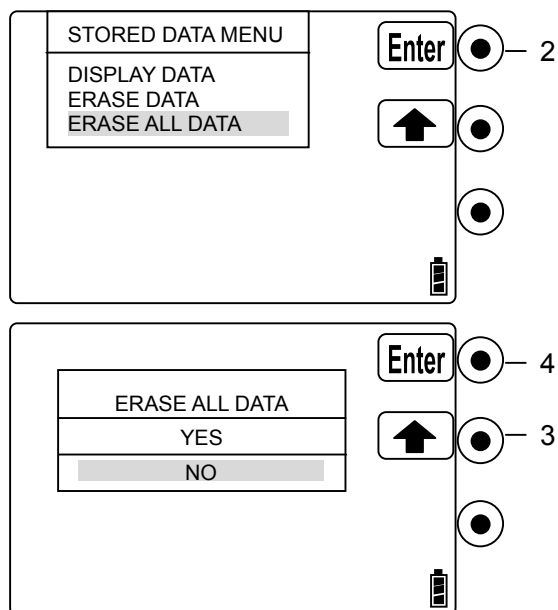 STORED DATA MENU
Enter
2
DISPLAY DATA
ERASE DATA
ERASE ALL DATA
Enter
4
ERASE ALL DATA
YES
3
NO